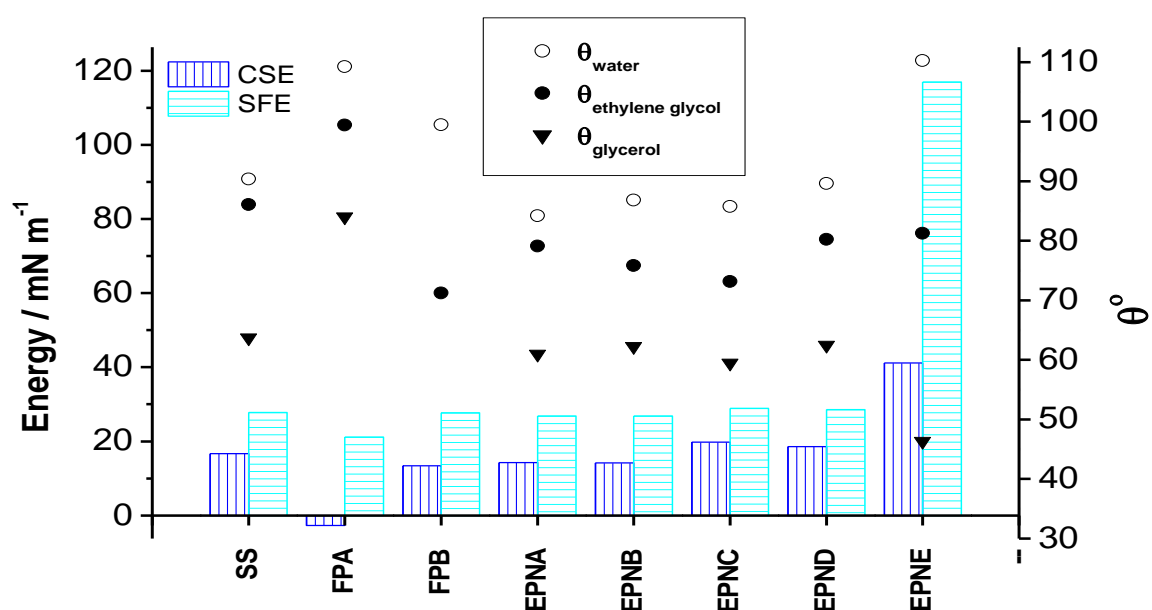 CSE
SFE
θwater
θethylene glycol
θglycerol
Energy / mN m⁻¹
120
100
80
60
40
20
0
110
100
90
80
70
60
50
40
30
θ°
SS
FPA
FPB
EPNA
EPNB
EPNC
EPND
EPNE
--